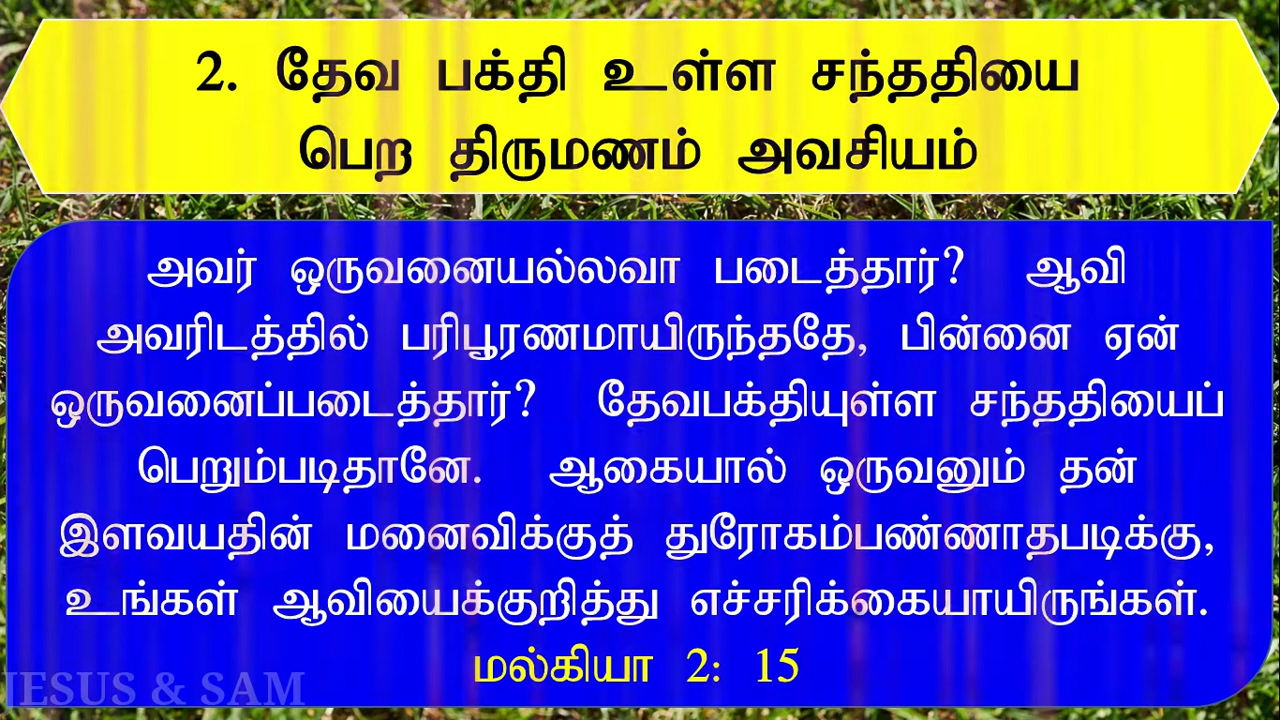 2. தேவ பக்தி உள்ள சந்ததியை
பெற திருமணம் அவசியம்
அவர் ஒருவனையல்லவா படைத்தார்? ஆவி
அவரிடத்தில் பரிபூரணமாயிருந்ததே, பின்னை ஏன்
ஒருவனைப்படைத்தார்? தேவபக்தியுள்ள சந்ததியைப்
பெறும்படிதானே. ஆகையால் ஒருவனும் தன்
இளவயதின் மனைவிக்குத் துரோகம்பண்ணாதபடிக்கு,
உங்கள் ஆவியைக்குறித்து எச்சரிக்கையாயிருங்கள்.
மல்கியா 2: 15
JESUS & SAM